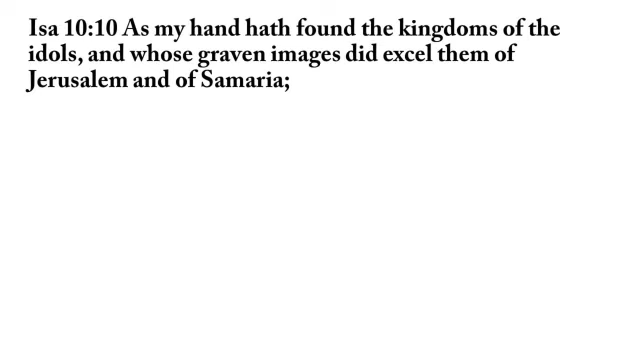 Isa 10:10 As my hand hath found the kingdoms of the
idols, and whose graven images did excel them of
Jerusalem and of Samaria;